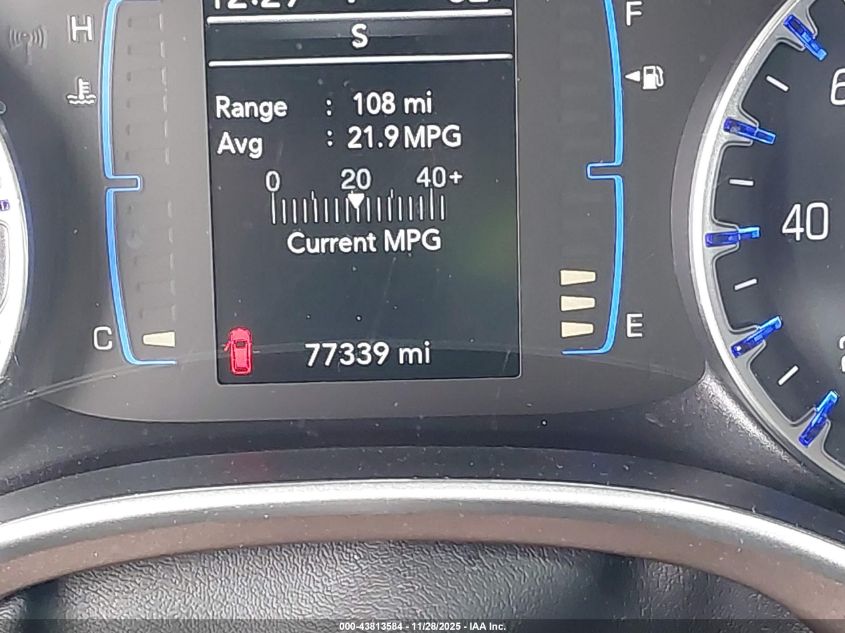 H
F
S
Range : 108 mi
Avg : 21.9 MPG
0 20 40+
Current MPG
40
C
E
77339 mi
000-43813584 - 11/28/2025 - IAA Inc.